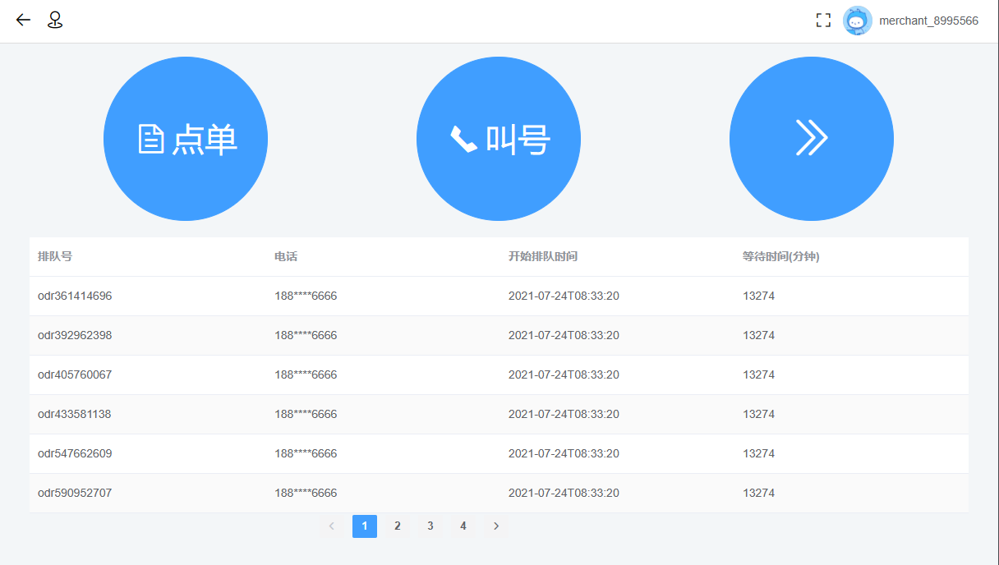 merchant_8995566
点单
叫号
排队号 电话 开始排队时间 等待时间(分钟)
odr361414696 188****6666 2021-07-24T08:33:20 13274
odr392962398 188****6666 2021-07-24T08:33:20 13274
odr405760067 188****6666 2021-07-24T08:33:20 13274
odr433581138 188****6666 2021-07-24T08:33:20 13274
odr547662609 188****6666 2021-07-24T08:33:20 13274
odr590952707 188****6666 2021-07-24T08:33:20 13274
1 2 3 4